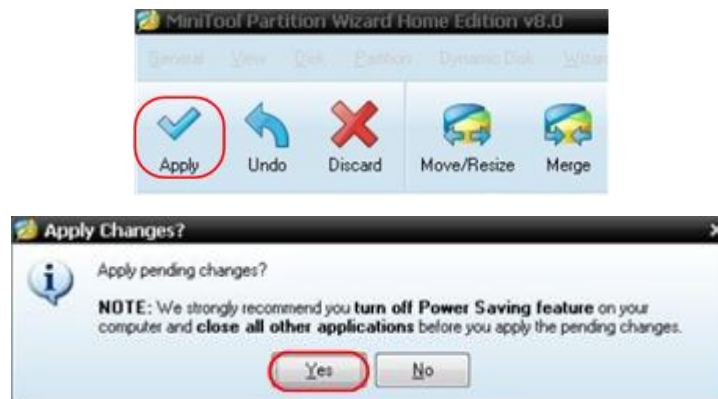 MiniTool Partition Wizard Home Edition v8.0
General View Disk Partition Dynamic Disk
Apply Undo Discard Move/Resize Merge
Apply Changes?
Apply pending changes?
NOTE: We strongly recommend you turn off Power Saving feature on your
computer and close all other applications before you apply the pending changes.
Yes No